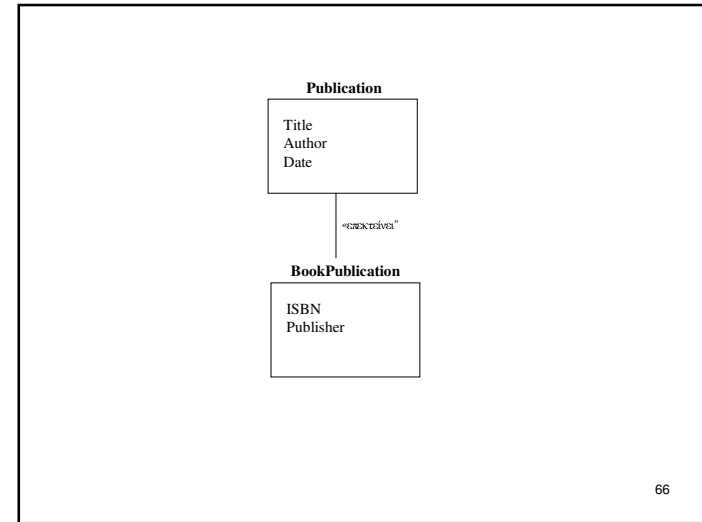 Publication
Title
Author
Date
«επεκτείνει"
BookPublication
ISBN
Publisher
66